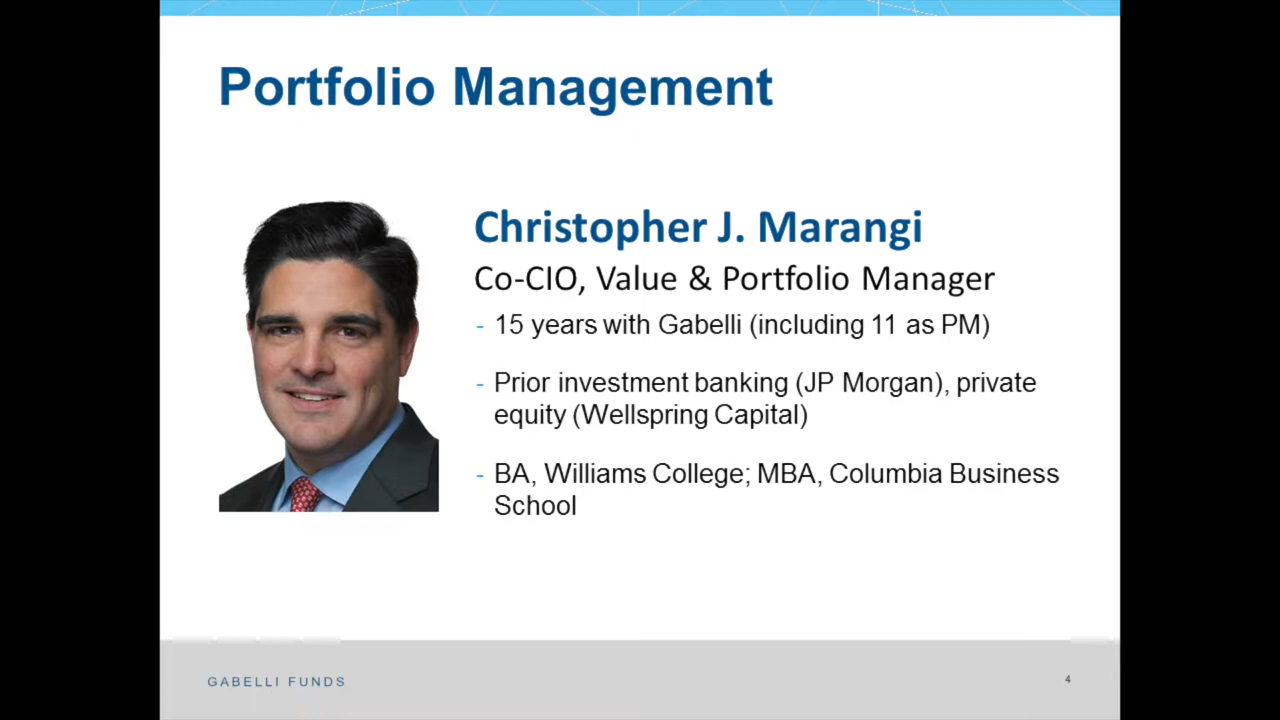 Portfolio Management
Christopher J. Marangi
Co-CIO, Value & Portfolio Manager
- 15 years with Gabelli (including 11 as PM)
- Prior investment banking (JP Morgan), private
equity (Wellspring Capital)
- BA, Williams College; MBA, Columbia Business
School
GABELLI FUNDS
4